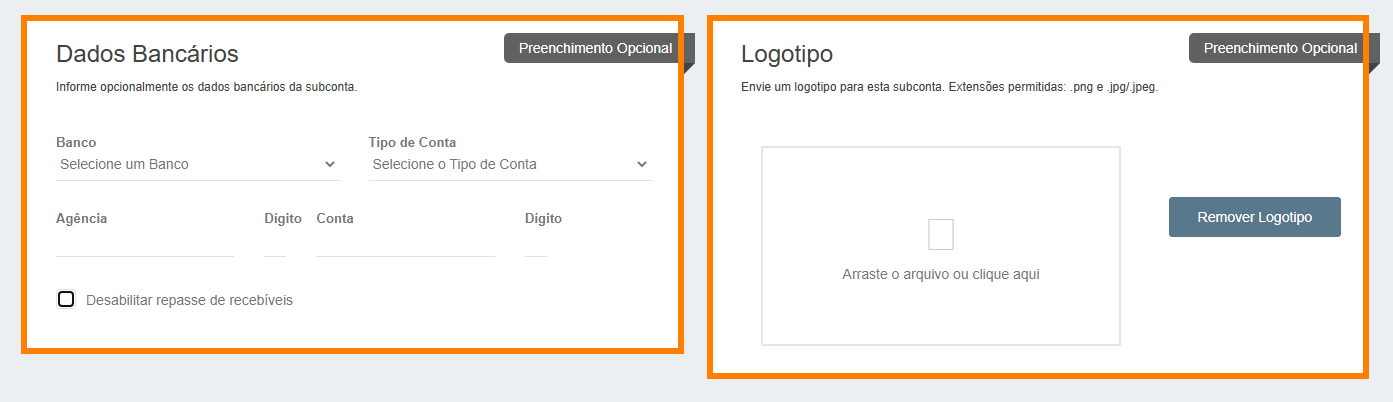 Dados Bancários
Preenchimento Opcional
Informe opcionalmente os dados bancários da subconta.
Banco
Tipo de Conta
Selecione um Banco
Selecione o Tipo de Conta
Agência
Dígito
Conta
Dígito
Desabilitar repasse de recebíveis
Logotipo
Preenchimento Opcional
Envie um logotipo para esta subconta. Extensões permitidas: .png e .jpg/.jpeg.
Remover Logotipo
Arraste o arquivo ou clique aqui